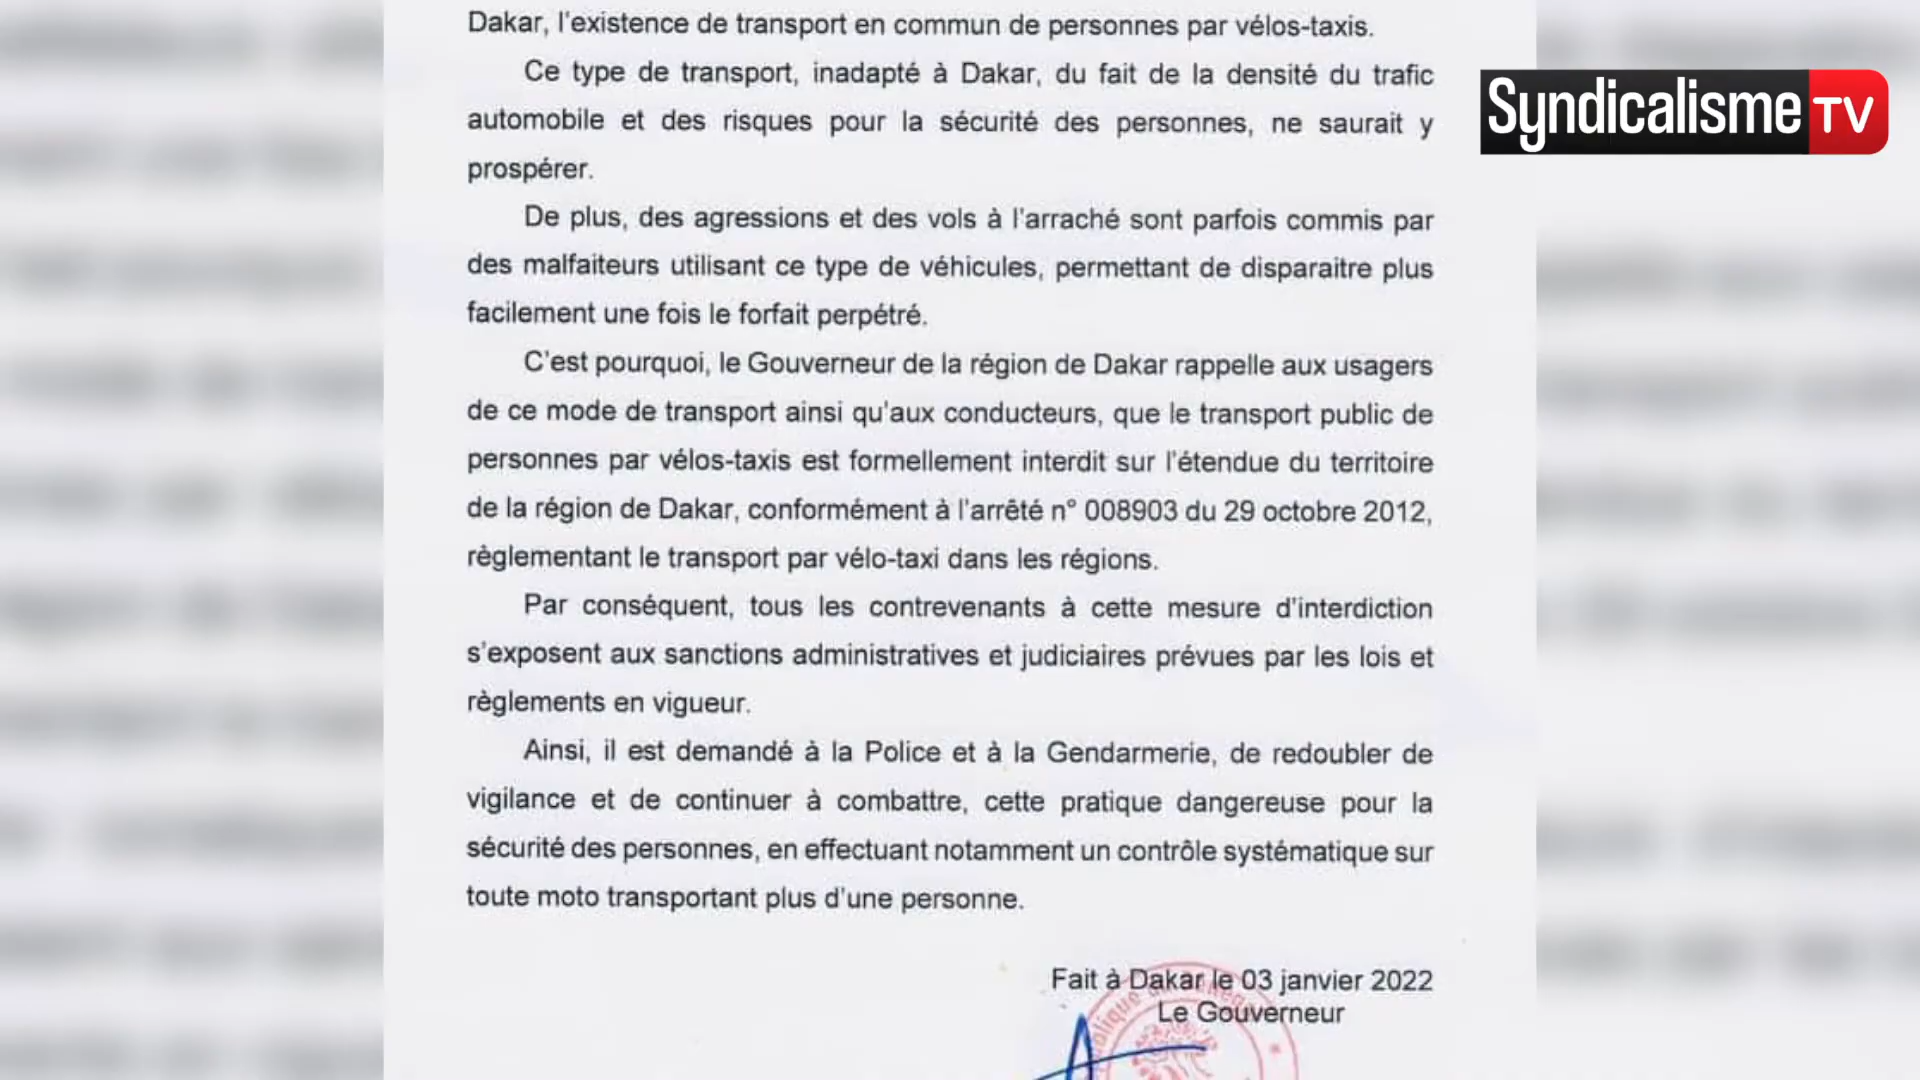 Dakar, l'existence de transport en commun de personnes par vélos-taxis.
Ce type de transport, inadapté à Dakar, du fait de la densité du trafic
automobile et des risques pour la sécurité des personnes, ne saurait y
prospérer.
De plus, des agressions et des vols à l'arraché sont parfois commis par
des malfaiteurs utilisant ce type de véhicules, permettant de disparaitre plus
facilement une fois le forfait perpétré.
C'est pourquoi, le Gouverneur de la région de Dakar rappelle aux usagers
de ce mode de transport ainsi qu'aux conducteurs, que le transport public de
personnes par vélos-taxis est formellement interdit sur l'étendue du territoire
de la région de Dakar, conformément à l'arrêté n° 008903 du 29 octobre 2012,
règlementant le transport par vélo-taxi dans les régions.
Par conséquent, tous les contrevenants à cette mesure d'interdiction
s'exposent aux sanctions administratives et judiciaires prévues par les lois et
règlements en vigueur.
Ainsi, il est demandé à la Police et à la Gendarmerie, de redoubler de
vigilance et de continuer à combattre, cette pratique dangereuse pour la
sécurité des personnes, en effectuant notamment un contrôle systématique sur
toute moto transportant plus d'une personne.
Fait à Dakar le 03 janvier 2022
Le Gouverneur
Syndicalisme TV